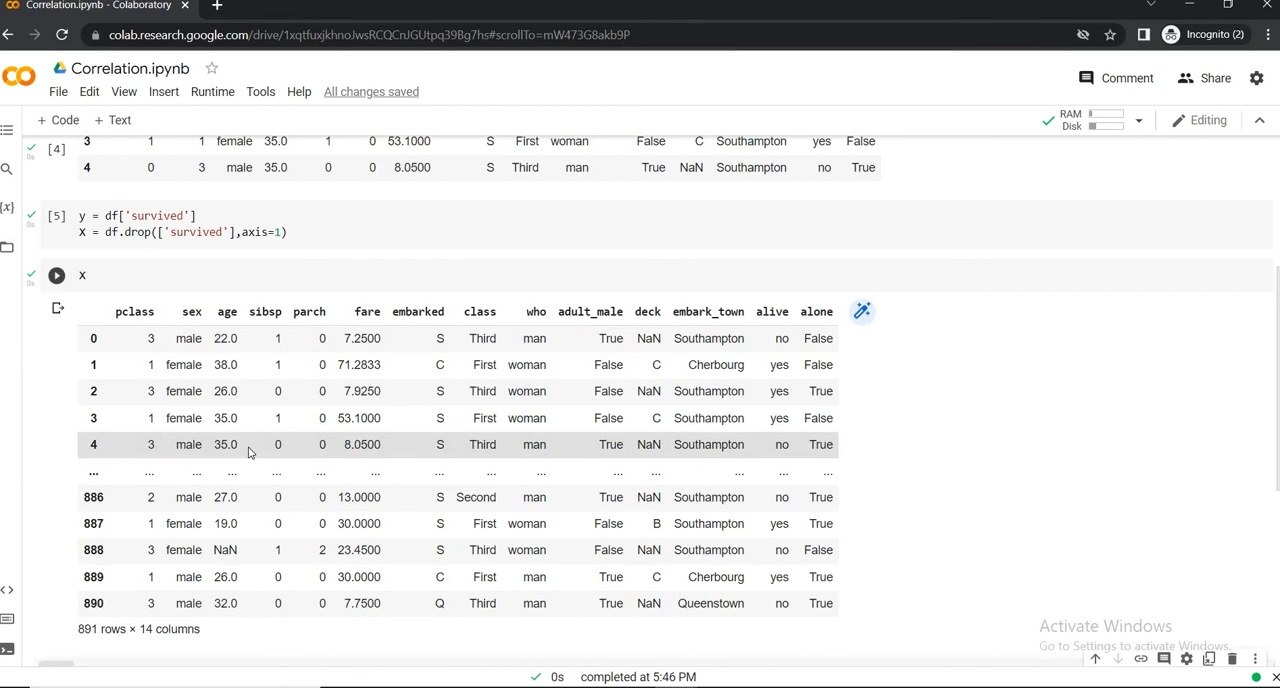 Correlation.ipynb - Colaboratory
colab.research.google.com/drive/1xqtfuxjkhnoJwsRCQCnJGUtpq39Bg7hs#scrollTo=mW473G8akb9P
Incognito (2)
Correlation.ipynb
Comment Share
File Edit View Insert Runtime Tools Help All changes saved
+ Code + Text
RAM
Disk
Editing
[4]
3 1 1 female 35.0 1 0 53.1000 S First woman False C Southampton yes False
4 0 3 male 35.0 0 0 8.0500 S Third man True NaN Southampton no True
0s
[5] y = df['survived']
X = df.drop(['survived'],axis=1)
0s
X
0s
pclass sex age sibsp parch fare embarked class who adult_male deck embark_town alive alone
0 3 male 22.0 1 0 7.2500 S Third man True NaN Southampton no False
1 1 female 38.0 1 0 71.2833 C First woman False C Cherbourg yes False
2 3 female 26.0 0 0 7.9250 S Third woman False NaN Southampton yes True
3 1 female 35.0 1 0 53.1000 S First woman False C Southampton yes False
4 3 male 35.0 0 0 8.0500 S Third man True NaN Southampton no True
... ... ... ... ... ... ... ... ... ... ... ... ... ... ...
886 2 male 27.0 0 0 13.0000 S Second man True NaN Southampton no True
887 1 female 19.0 0 0 30.0000 S First woman False B Southampton yes True
888 3 female NaN 1 2 23.4500 S Third woman False NaN Southampton no False
889 1 male 26.0 0 0 30.0000 C First man True C Cherbourg yes True
890 3 male 32.0 0 0 7.7500 Q Third man True NaN Queenstown no True
891 rows × 14 columns
Activate Windows
Go to Settings to activate Windows.
0s completed at 5:46 PM